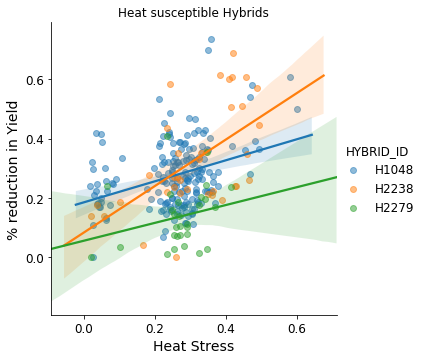 Heat susceptible Hybrids
% reduction in Yield
0.6
0.4
0.2
0.0
0.0 0.2 0.4 0.6
Heat Stress
HYBRID_ID
H1048
H2238
H2279